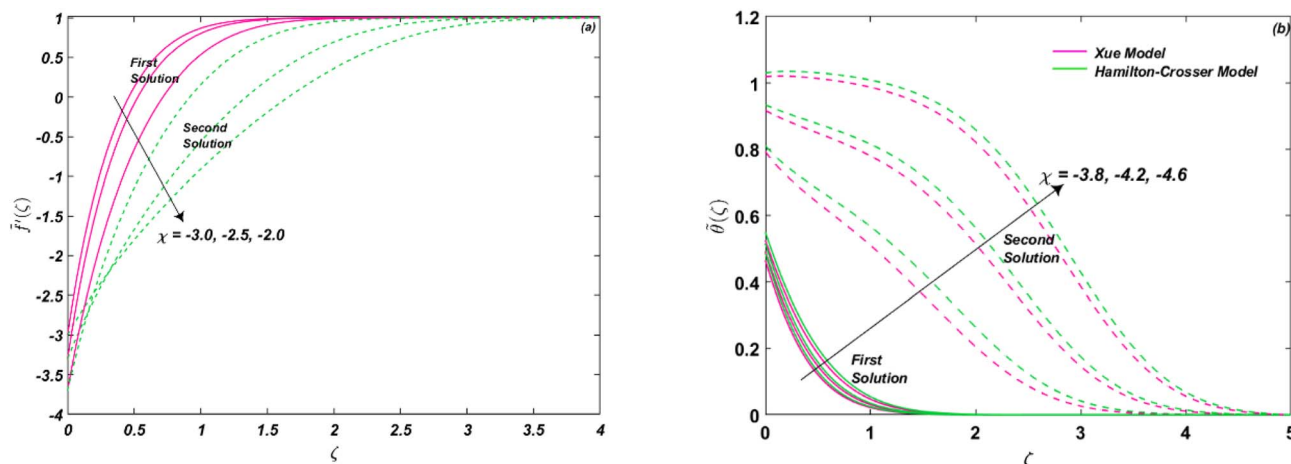 (a)
1
0.5
0
-0.5
-1
-1.5
-2
-2.5
-3
-3.5
-4
First
Solution
Second
Solution
χ = -3.0, -2.5, -2.0
f̃'(ζ)
0 0.5 1 1.5 2 2.5 3 3.5 4
ζ
(b)
1.2
1
0.8
0.6
0.4
0.2
0
Xue Model
Hamilton-Crosser Model
χ = -3.8, -4.2, -4.6
Second
Solution
First
Solution
θ̃(ζ)
0 1 2 3 4 5
ζ